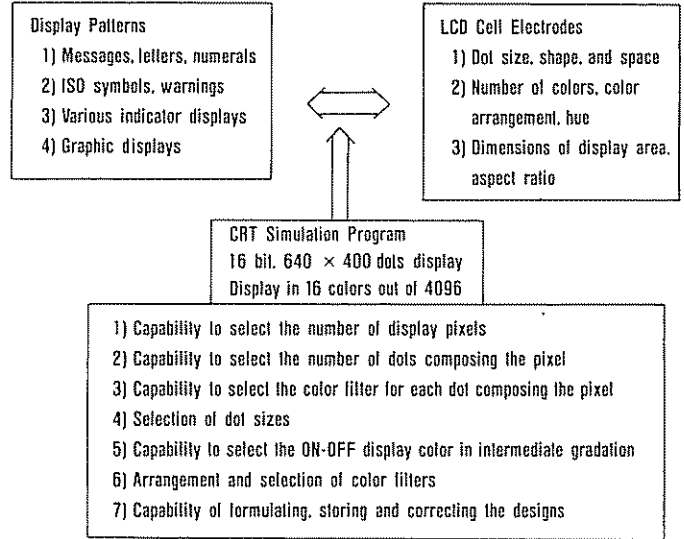 Display Patterns
1) Messages, letters, numerals
2) ISO symbols, warnings
3) Various indicator displays
4) Graphic displays
LCD Cell Electrodes
1) Dot size, shape, and space
2) Number of colors, color
arrangement, hue
3) Dimensions of display area,
aspect ratio
CRT Simulation Program
16 bit, 640 × 400 dots display
Display in 16 colors out of 4096
1) Capability to select the number of display pixels
2) Capability to select the number of dots composing the pixel
3) Capability to select the color filter for each dot composing the pixel
4) Selection of dot sizes
5) Capability to select the ON-OFF display color in intermediate gradation
6) Arrangement and selection of color filters
7) Capability of formulating, storing and correcting the designs